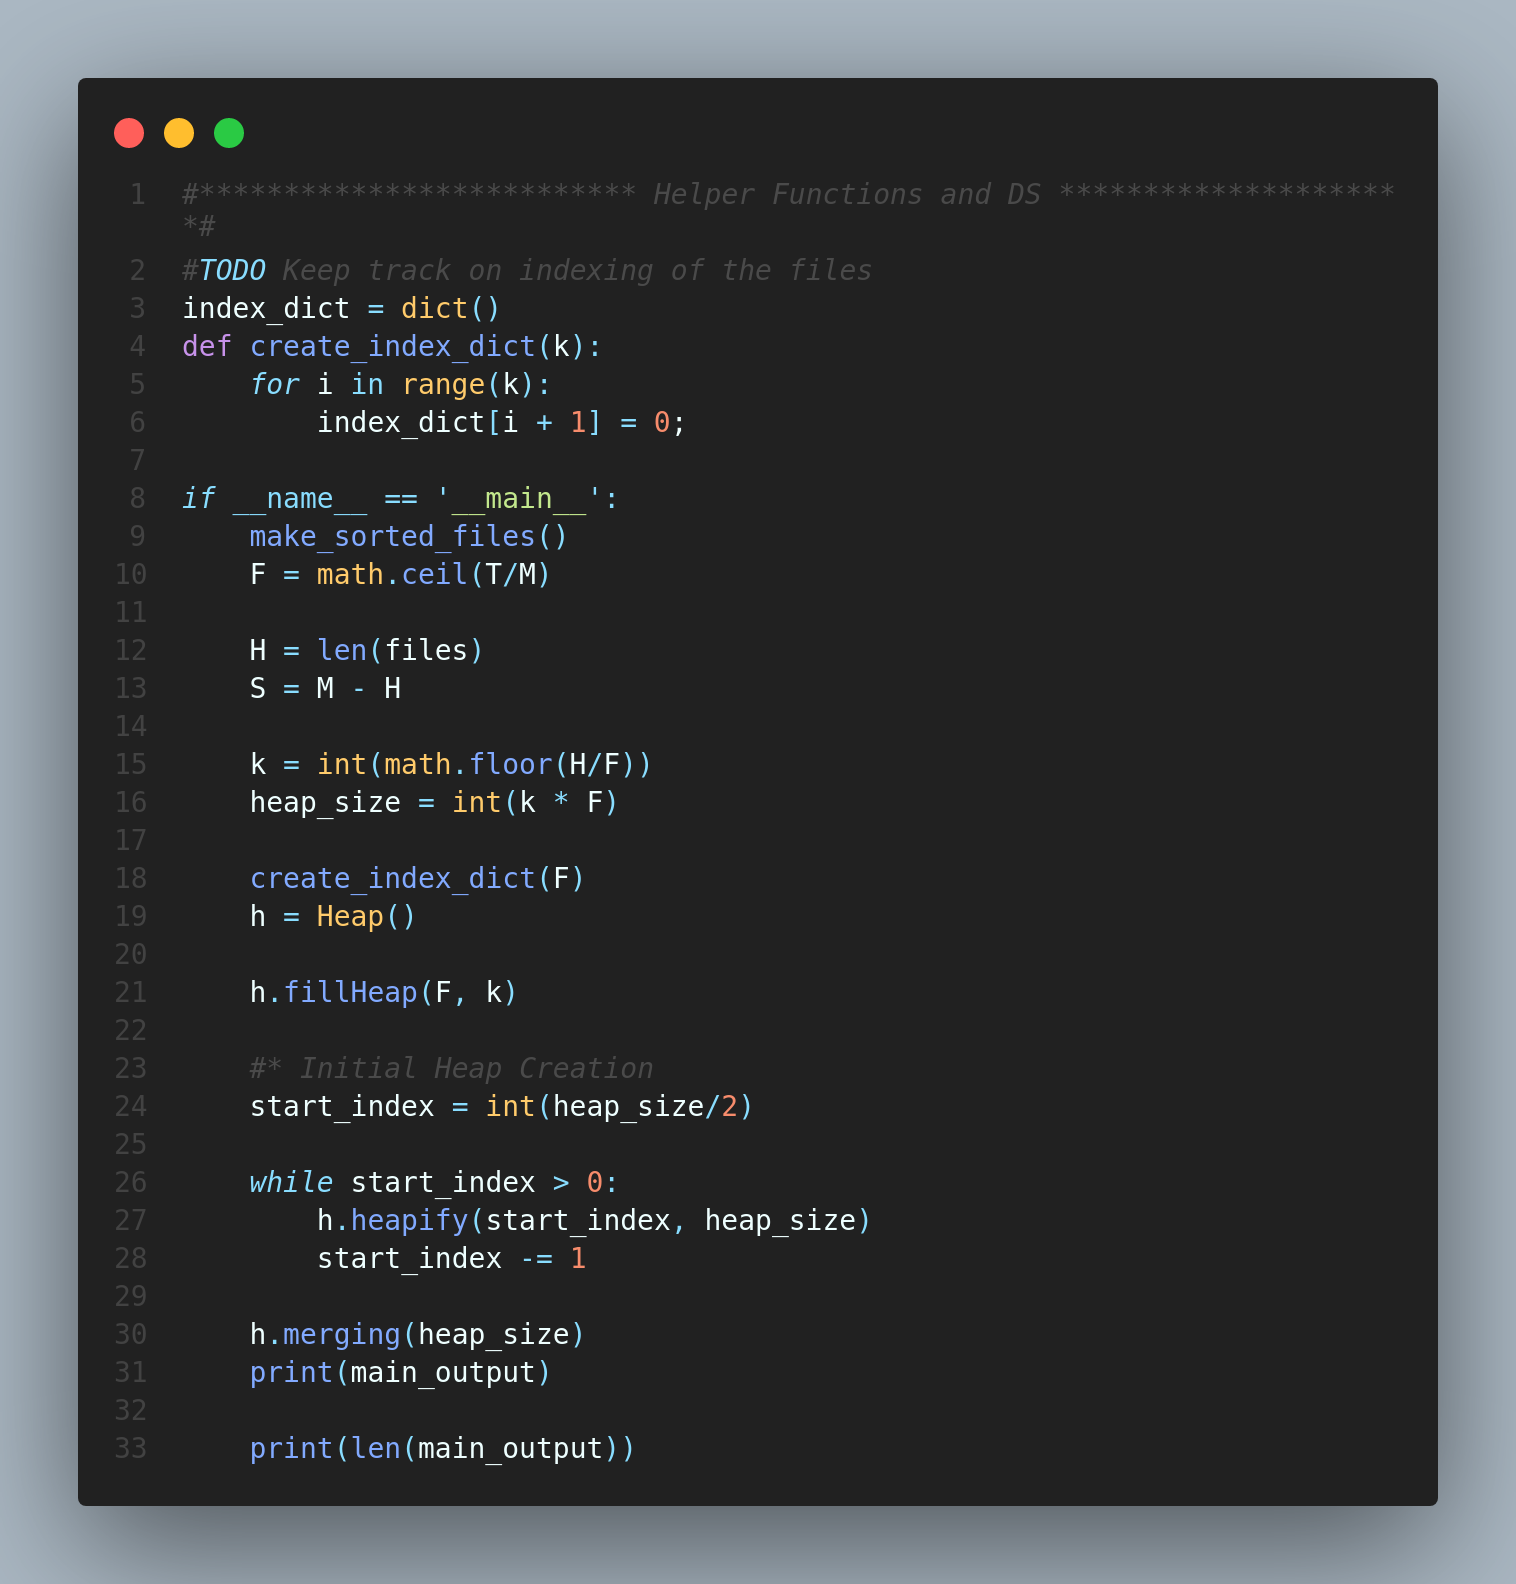 1 #************************** Helper Functions and DS ********************
*#
2 #TODO Keep track on indexing of the files
3 index_dict = dict()
4 def create_index_dict(k):
5     for i in range(k):
6         index_dict[i + 1] = 0;
7
8 if __name__ == '__main__':
9     make_sorted_files()
10     F = math.ceil(T/M)
11
12     H = len(files)
13     S = M - H
14
15     k = int(math.floor(H/F))
16     heap_size = int(k * F)
17
18     create_index_dict(F)
19     h = Heap()
20
21     h.fillHeap(F, k)
22
23     #* Initial Heap Creation
24     start_index = int(heap_size/2)
25
26     while start_index > 0:
27         h.heapify(start_index, heap_size)
28         start_index -= 1
29
30     h.merging(heap_size)
31     print(main_output)
32
33     print(len(main_output))